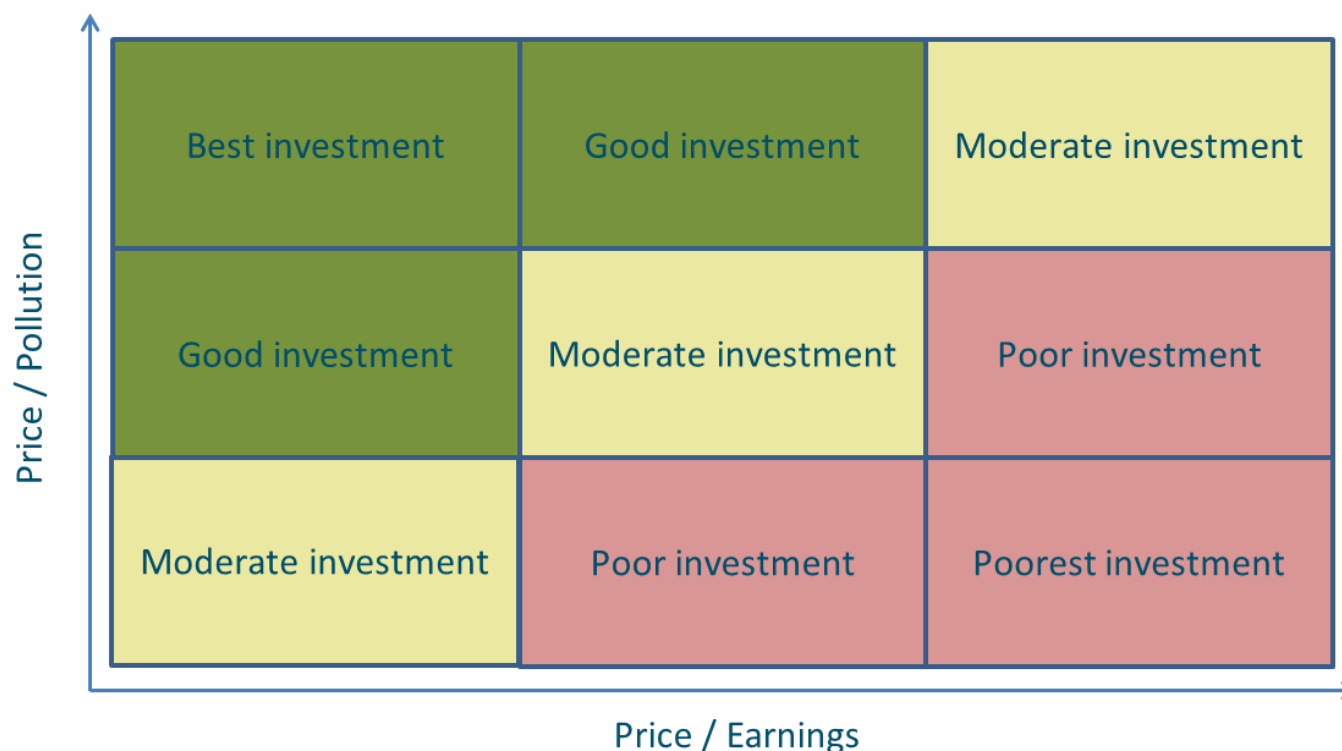 Best investment
Good investment
Moderate investment
Good investment
Moderate investment
Poor investment
Moderate investment
Poor investment
Poorest investment
Price / Pollution
Price / Earnings